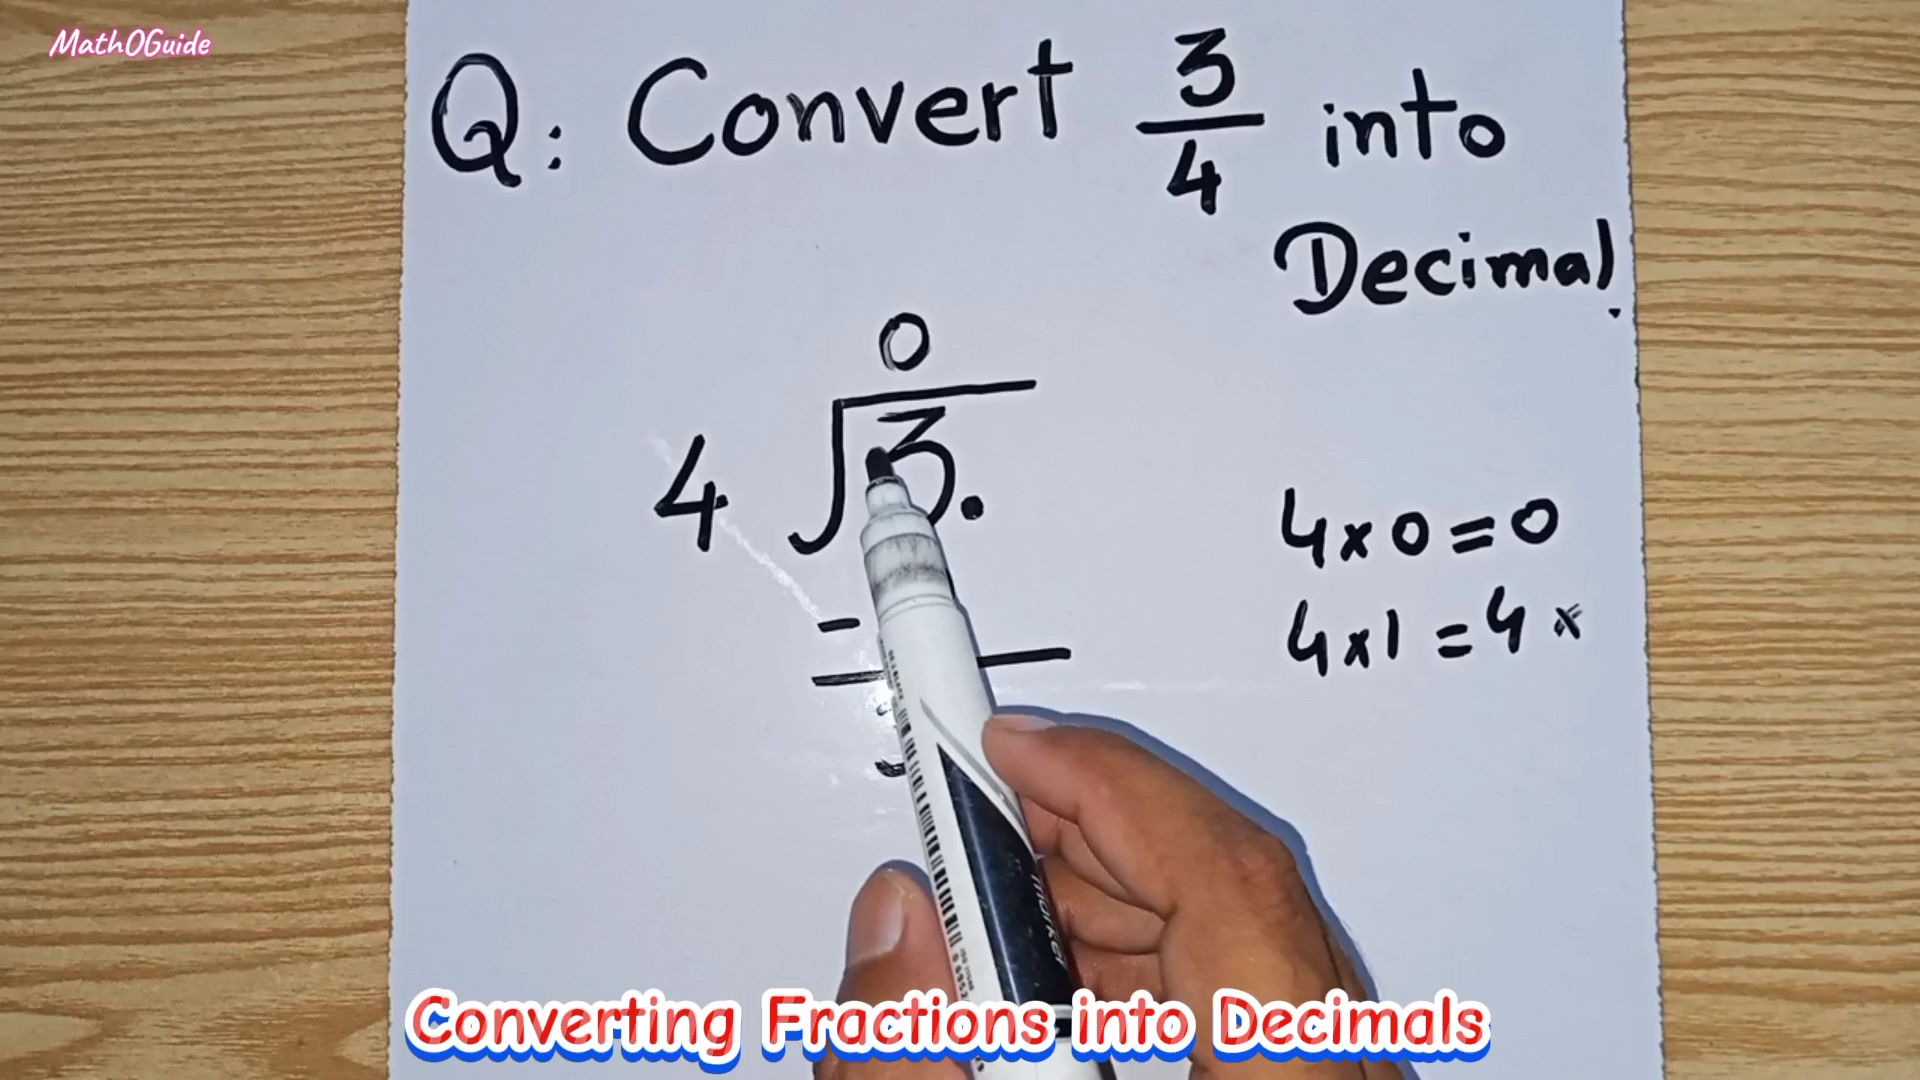 MathOGuide
Q: Convert 3/4 into
Decimal.
0
4 3.
4×0=0
-
4×1=4 ×
marker
Converting Fractions into Decimals